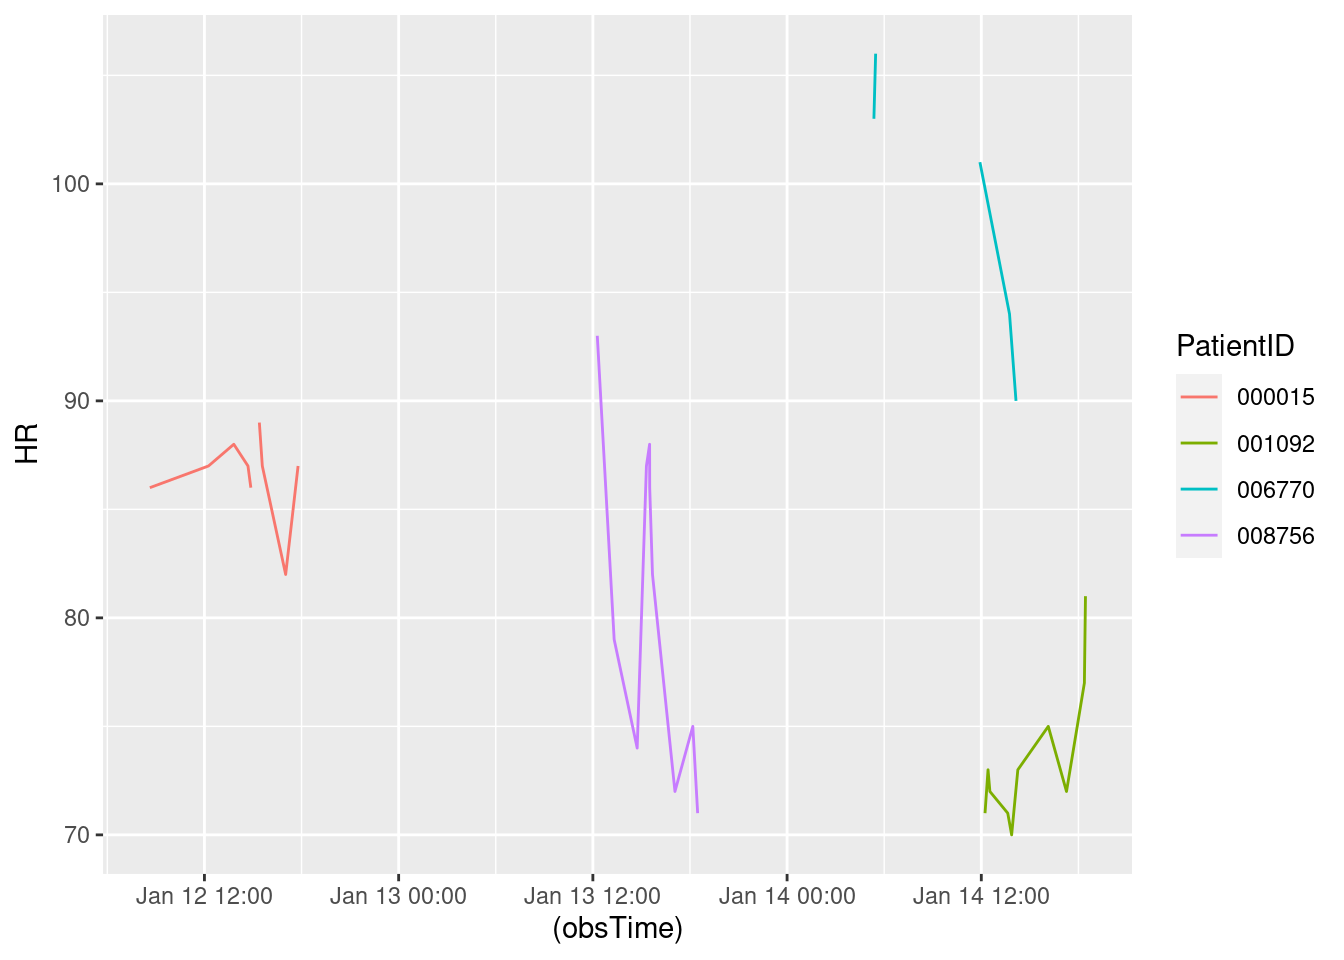 HR
100
90
80
70
Jan 12 12:00
Jan 13 00:00
Jan 13 12:00
Jan 14 00:00
Jan 14 12:00
(obsTime)
PatientID
000015
001092
006770
008756